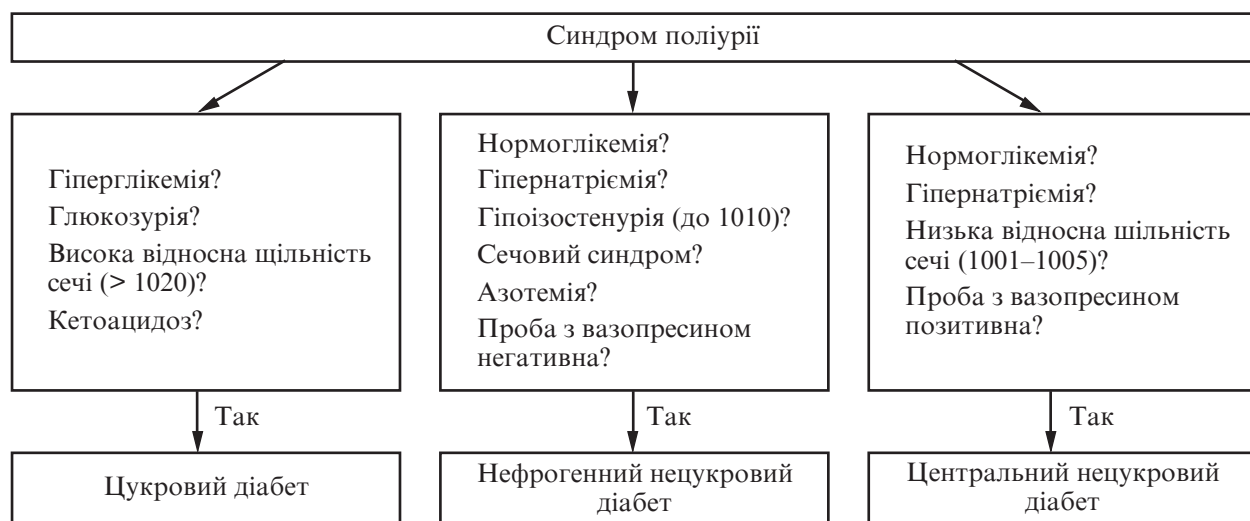 Синдром поліурії
Гіперглікемія?
Глюкозурія?
Висока відносна щільність
сечі (> 1020)?
Кетоацидоз?
Нормоглікемія?
Гіпернатріємія?
Гіпоізостенурія (до 1010)?
Сечовий синдром?
Азотемія?
Проба з вазопресином
негативна?
Нормоглікемія?
Гіпернатріємія?
Низька відносна шільність
сечі (1001–1005)?
Проба з вазопресином
позитивна?
Так
Так
Так
Цукровий діабет
Нефрогенний нецукровий
діабет
Центральний нецукровий
діабет